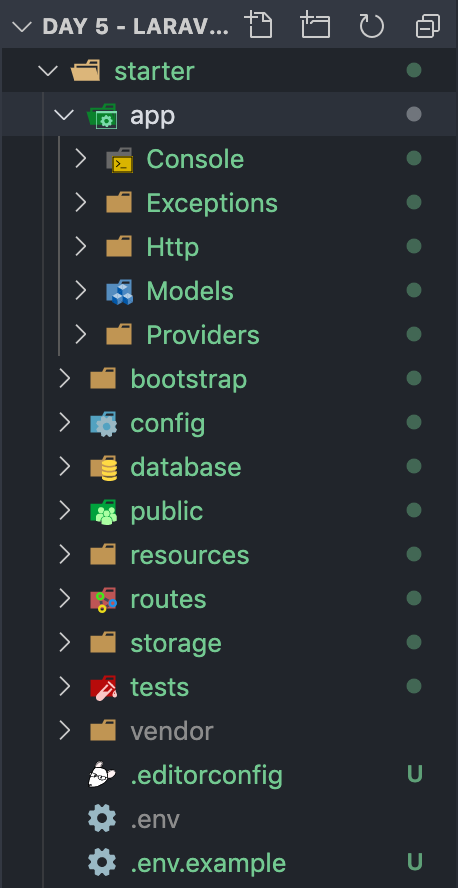 DAY 5 - LARAV...
starter
app
Console
Exceptions
Http
Models
Providers
bootstrap
config
database
public
resources
routes
storage
tests
vendor
.editorconfig U
.env
.env.example U